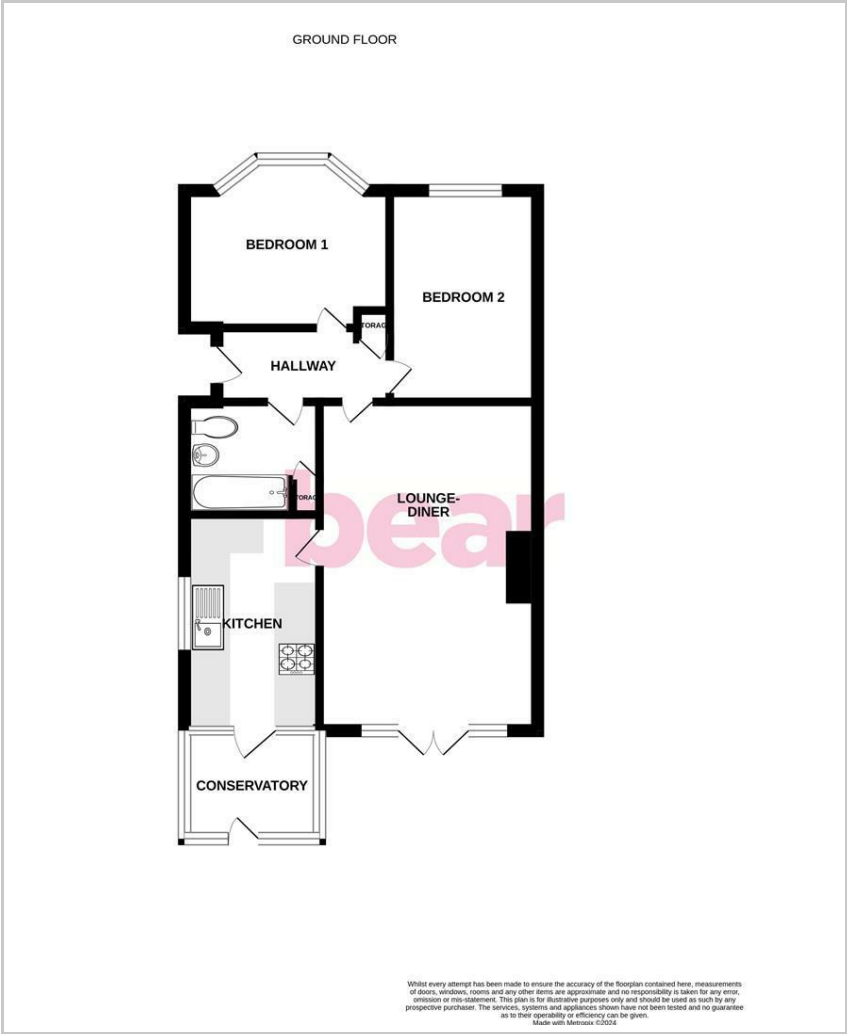 GROUND FLOOR
BEDROOM 1
BEDROOM 2
TORAG
HALLWAY
LOUNGE-
DINER
TORAG
bear
KITCHEN
CONSERVATORY
Whilst every attempt has been made to ensure the accuracy of the floorplan contained here, measurements
of doors, windows, rooms and any other items are approximate and no responsibility is taken for any error,
omission or mis-statement. This plan is for illustrative purposes only and should be used as such by any
prospective purchaser. The services, systems and appliances shown have not been tested and no guarantee
as to their operability or efficiency can be given.
Made with Metropix ©2024